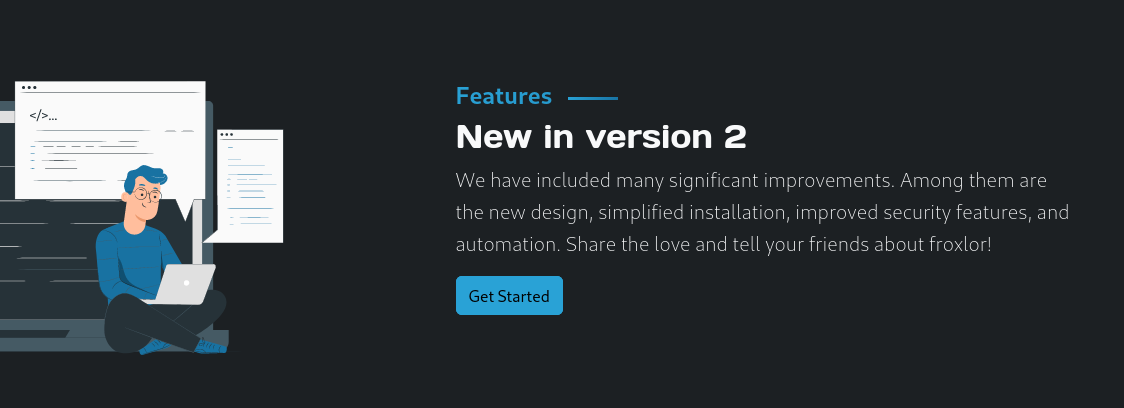 </>...
Features
New in version 2
We have included many significant improvements. Among them are
the new design, simplified installation, improved security features, and
automation. Share the love and tell your friends about froxlor!
Get Started